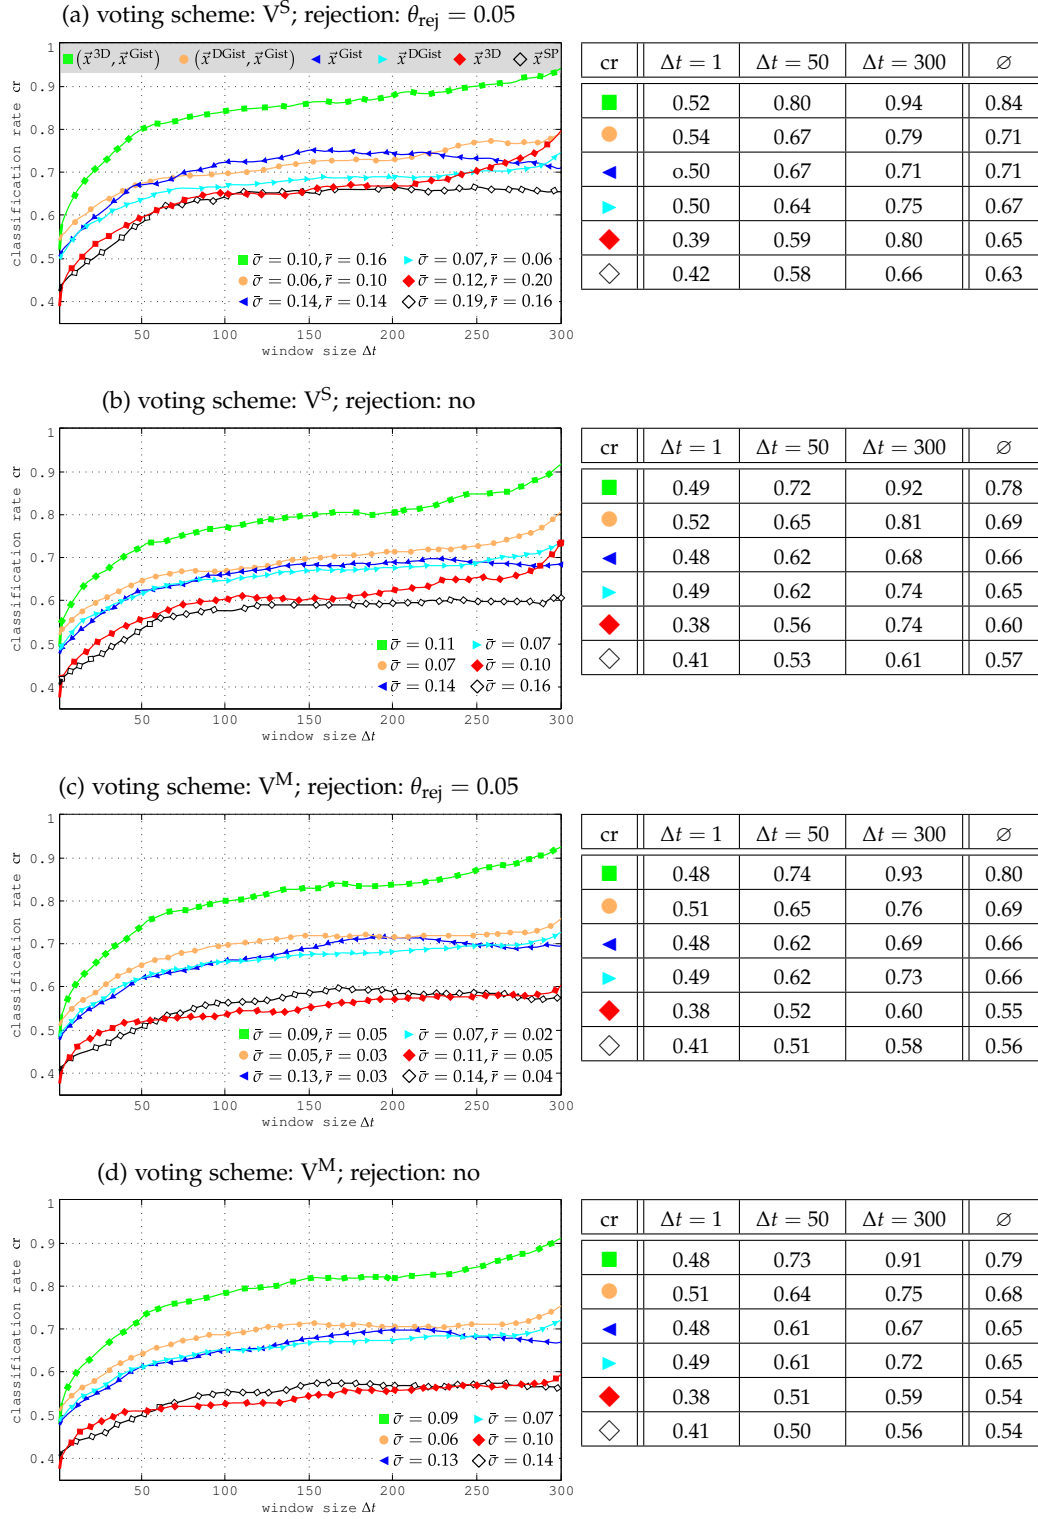 (a) voting scheme: V^S; rejection: θ_rej = 0.05
(x⃗^3D, x⃗^Gist) (x⃗^DGist, x⃗^Gist) x⃗^Gist x⃗^DGist x⃗^3D x⃗^SP
1
0.9
0.8
0.7
0.6
0.5
0.4
classification rate cr
σ̄ = 0.10, r̄ = 0.16 σ̄ = 0.07, r̄ = 0.06
σ̄ = 0.06, r̄ = 0.10 σ̄ = 0.12, r̄ = 0.20
σ̄ = 0.14, r̄ = 0.14 σ̄ = 0.19, r̄ = 0.16
50 100 150 200 250 300
window size Δt
cr Δt = 1 Δt = 50 Δt = 300 ∅
0.52 0.80 0.94 0.84
0.54 0.67 0.79 0.71
o.50 0.67 0.71 0.71
0.50 0.64 0.75 0.67
0.39 0.59 0.80 0.65
0.42 0.58 0.66 0.63
(b) voting scheme: V^S; rejection: no
1
0.9
0.8
0.7
0.6
0.5
0.4
classification rate cr
σ̄ = 0.11 σ̄ = 0.07
σ̄ = 0.07 σ̄ = 0.10
σ̄ = 0.14 σ̄ = 0.16
50 100 150 200 250 300
window size Δt
cr Δt = 1 Δt = 50 Δt = 300 ∅
0.49 0.72 0.92 0.78
0.52 0.65 0.81 0.69
0.48 0.62 0.68 0.66
0.49 0.62 0.74 0.65
0.38 0.56 0.74 0.60
0.41 0.53 0.61 0.57
(c) voting scheme: V^M; rejection: θ_rej = 0.05
1
0.9
0.8
0.7
0.6
0.5
0.4
classification rate cr
σ̄ = 0.09, r̄ = 0.05 σ̄ = 0.07, r̄ = 0.02
σ̄ = 0.05, r̄ = 0.03 σ̄ = 0.11, r̄ = 0.05
σ̄ = 0.13, r̄ = 0.03 σ̄ = 0.14, r̄ = 0.04
50 100 150 200 250 300
window size Δt
cr Δt = 1 Δt = 50 Δt = 300 ∅
0.48 0.74 0.93 0.80
0.51 0.65 0.76 0.69
0.48 0.62 0.69 0.66
0.49 0.62 0.73 0.66
0.38 0.52 0.60 0.55
0.41 0.51 0.58 0.56
(d) voting scheme: V^M; rejection: no
1
0.9
0.8
0.7
0.6
0.5
0.4
classification rate cr
σ̄ = 0.09 σ̄ = 0.07
σ̄ = 0.06 σ̄ = 0.10
σ̄ = 0.13 σ̄ = 0.14
50 100 150 200 250 300
window size Δt
cr Δt = 1 Δt = 50 Δt = 300 ∅
0.48 0.73 0.91 0.79
0.51 0.64 0.75 0.68
0.48 0.61 0.67 0.65
0.49 0.61 0.72 0.65
0.38 0.51 0.59 0.54
0.41 0.50 0.56 0.54